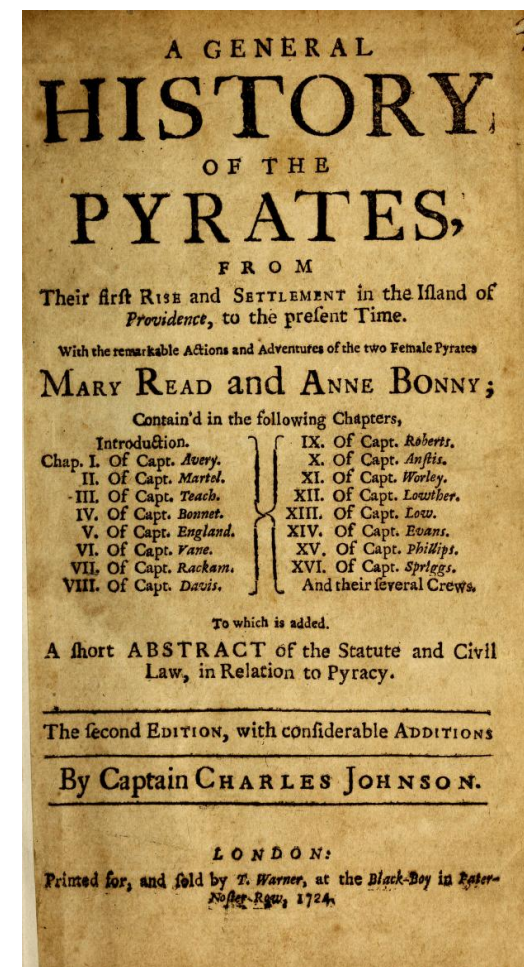 A GENERAL
HISTORY
OF THE
PYRATES,
FROM
Their firſt RISE and SETTLEMENT in the Iſland of
Providence, to the preſent Time.
With the remarkable Actions and Adventures of the two Female Pyrates
MARY READ and ANNE BONNY;
Contain'd in the following Chapters,
Introduction.
Chap. I. Of Capt. Avery.
II. Of Capt. Martel.
III. Of Capt. Teach.
IV. Of Capt. Bonnet.
V. Of Capt. England.
VI. Of Capt. Vane.
VII. Of Capt. Rackam.
VIII. Of Capt. Davis.
IX. Of Capt. Roberts.
X. Of Capt. Anſtis.
XI. Of Capt. Worley.
XII. Of Capt. Lowther.
XIII. Of Capt. Low.
XIV. Of Capt. Evans.
XV. Of Capt. Phillips.
XVI. Of Capt. Spriggs.
And their ſeveral Crews.
To which is added.
A ſhort ABSTRACT of the Statute and Civil
Law, in Relation to Pyracy.
The ſecond EDITION, with conſiderable ADDITIONS
By Captain CHARLES JOHNSON.
LONDON:
Printed for, and ſold by T. Warner, at the Black-Boy in Pater-
Noſter-Row, 1724.